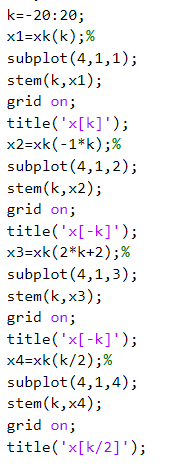 k=-20:20;
x1=xk(k);%
subplot(4,1,1);
stem(k,x1);
grid on;
title('x[k]');
x2=xk(-1*k);%
subplot(4,1,2);
stem(k,x2);
grid on;
title('x[-k]');
x3=xk(2*k+2);%
subplot(4,1,3);
stem(k,x3);
grid on;
title('x[-k]');
x4=xk(k/2);%
subplot(4,1,4);
stem(k,x4);
grid on;
title('x[k/2]');